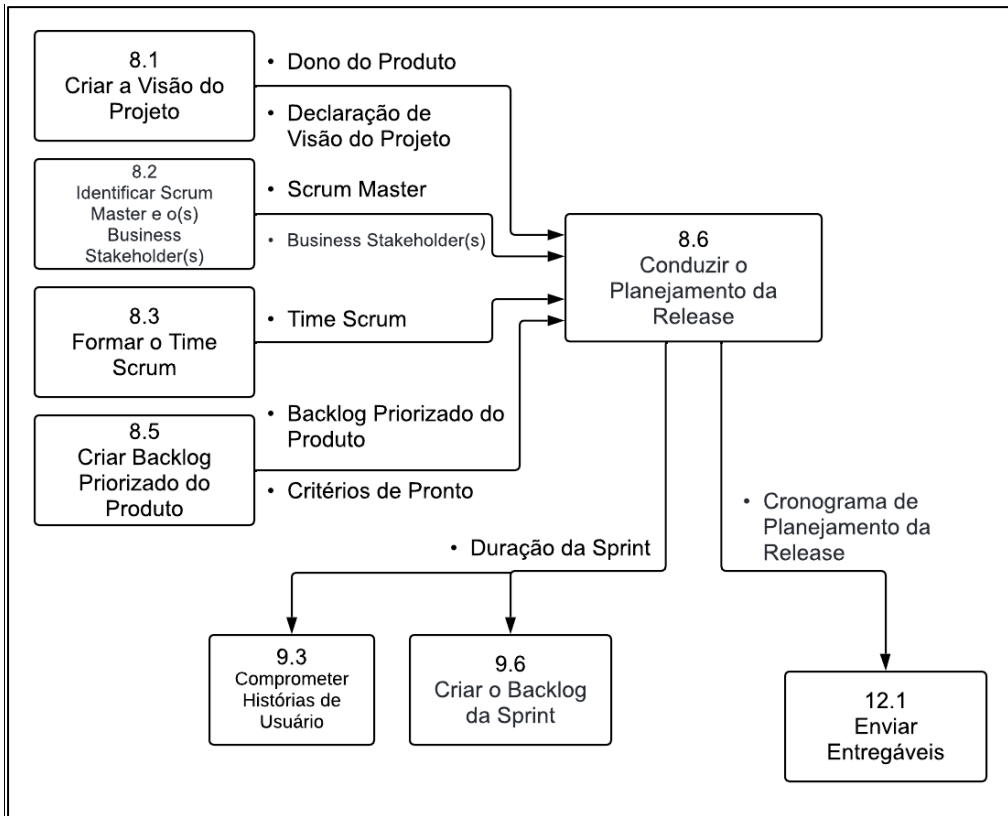 8.1
Criar a Visão do
Projeto
• Dono do Produto
• Declaração de
Visão do Projeto
8.2
Identificar Scrum
Master e o(s)
Business
Stakeholder(s)
• Scrum Master
• Business Stakeholder(s)
8.3
Formar o Time
Scrum
• Time Scrum
8.5
Criar Backlog
Priorizado do
Produto
• Backlog Priorizado do
Produto
• Critérios de Pronto
8.6
Conduzir o
Planejamento da
Release
• Duração da Sprint
• Cronograma de
Planejamento da
Release
9.3
Comprometer
Histórias de
Usuário
9.6
Criar o Backlog
da Sprint
12.1
Enviar
Entregáveis